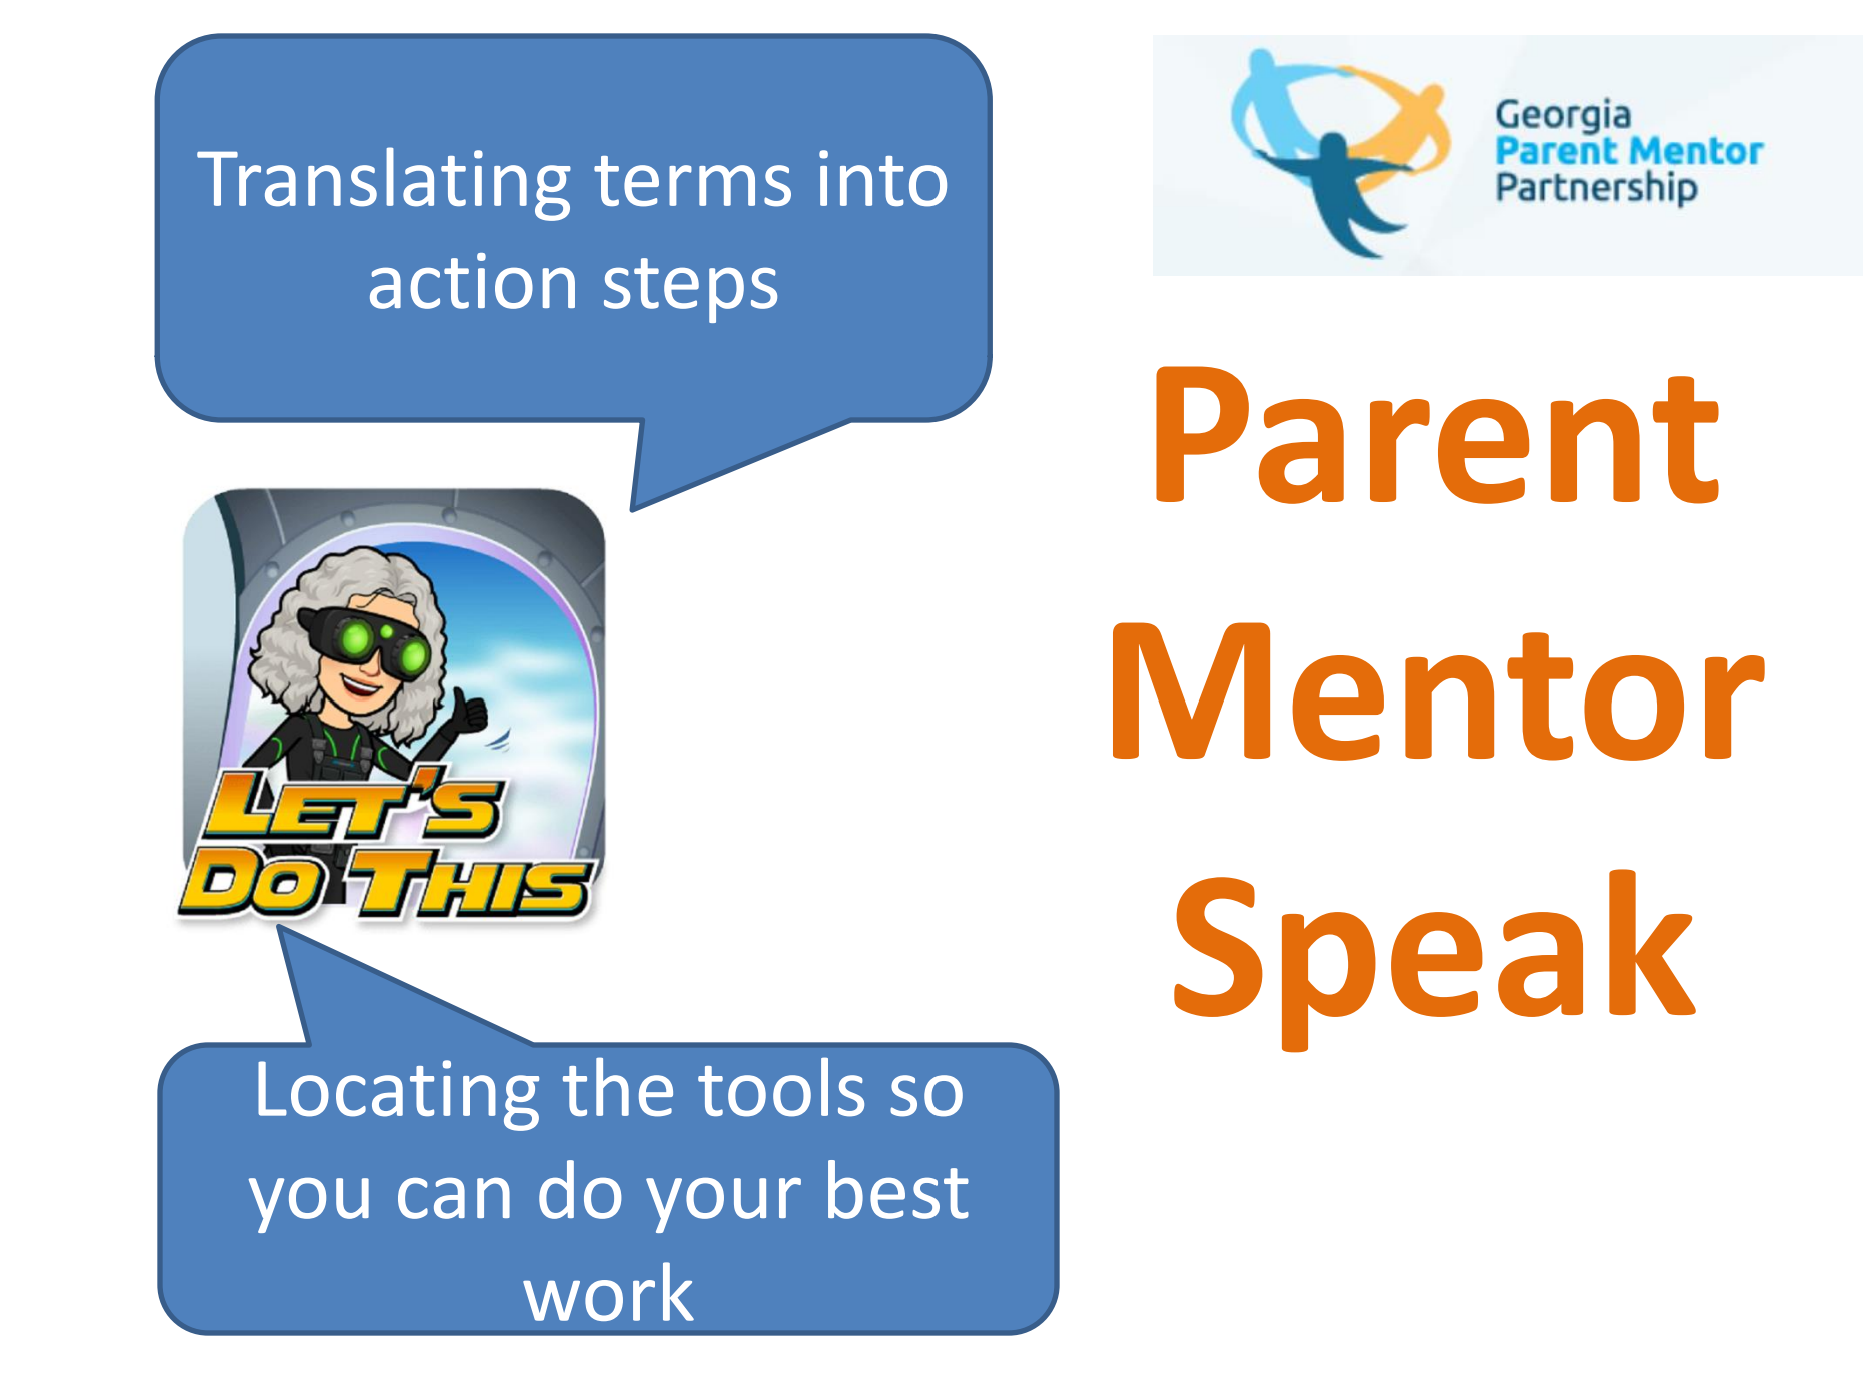 Translating terms into
action steps
Georgia
Parent Mentor
Partnership
Parent
Mentor
Speak
LET'S
DO THIS
Locating the tools so
you can do your best
work